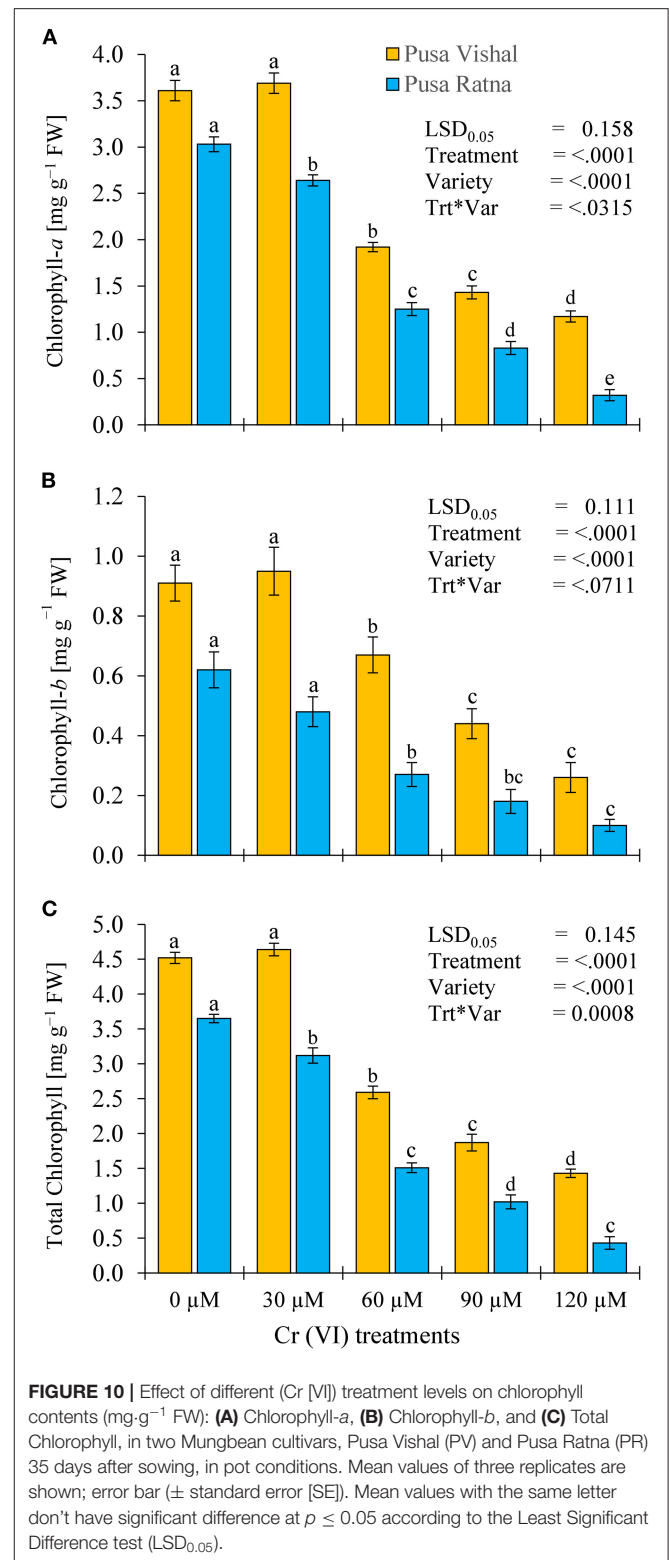 A
Pusa Vishal
Pusa Ratna
LSD0.05 = 0.158
Treatment = <.0001
Variety = <.0001
Trt*Var = <.0315
Chlorophyll-a [mg g−1 FW]
4.0
3.5
3.0
2.5
2.0
1.5
1.0
0.5
0.0
a a a b b c c d d e
B
LSD0.05 = 0.111
Treatment = <.0001
Variety = <.0001
Trt*Var = <.0711
Chlorophyll-b [mg g−1 FW]
1.2
1.0
0.8
0.6
0.4
0.2
0.0
a a a a b b c bc c c
C
LSD0.05 = 0.145
Treatment = <.0001
Variety = <.0001
Trt*Var = 0.0008
Total Chlorophyll [mg g−1 FW]
5.0
4.5
4.0
3.5
3.0
2.5
2.0
1.5
1.0
0.5
0.0
a a a b b c c d d c
0 µM 30 µM 60 µM 90 µM 120 µM
Cr (VI) treatments
FIGURE 10 | Effect of different (Cr [VI]) treatment levels on chlorophyll
contents (mg·g−1 FW): (A) Chlorophyll-a, (B) Chlorophyll-b, and (C) Total
Chlorophyll, in two Mungbean cultivars, Pusa Vishal (PV) and Pusa Ratna (PR)
35 days after sowing, in pot conditions. Mean values of three replicates are
shown; error bar (± standard error [SE]). Mean values with the same letter
don't have significant difference at p ≤ 0.05 according to the Least Significant
Difference test (LSD0.05).